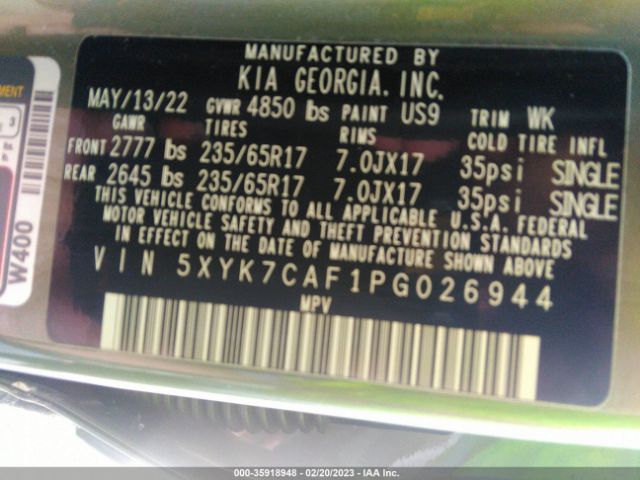 MANUFACTURED BY
KIA GEORGIA. INC.
MAY/13/22 GVWR 4850 lbs PAINT US9 TRIM WK
GAWR TIRES RIMS COLD TIRE INFL
FRONT 2777 lbs 235/65R17 7.0JX17 35psi SINGLE
REAR 2645 lbs 235/65R17 7.0JX17 35psi SINGLE
THIS VEHICLE CONFORMS TO ALL APPLICABLE U.S.A. FEDERAL
MOTOR VEHICLE SAFETY AND THEFT PREVENTION STANDARDS
IN EFFECT ON THE DATE OF MANUFACTURE SHOWN ABOVE
VIN 5XYK7CAF1PG026944
MPV
3
W400
000-35918948 - 02/20/2023 - IAA Inc.